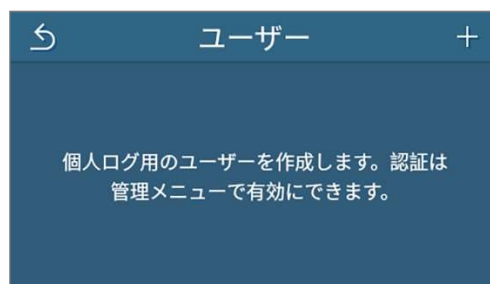 ユーザー
個人ログ用のユーザーを作成します。認証は
管理メニューで有効にできます。